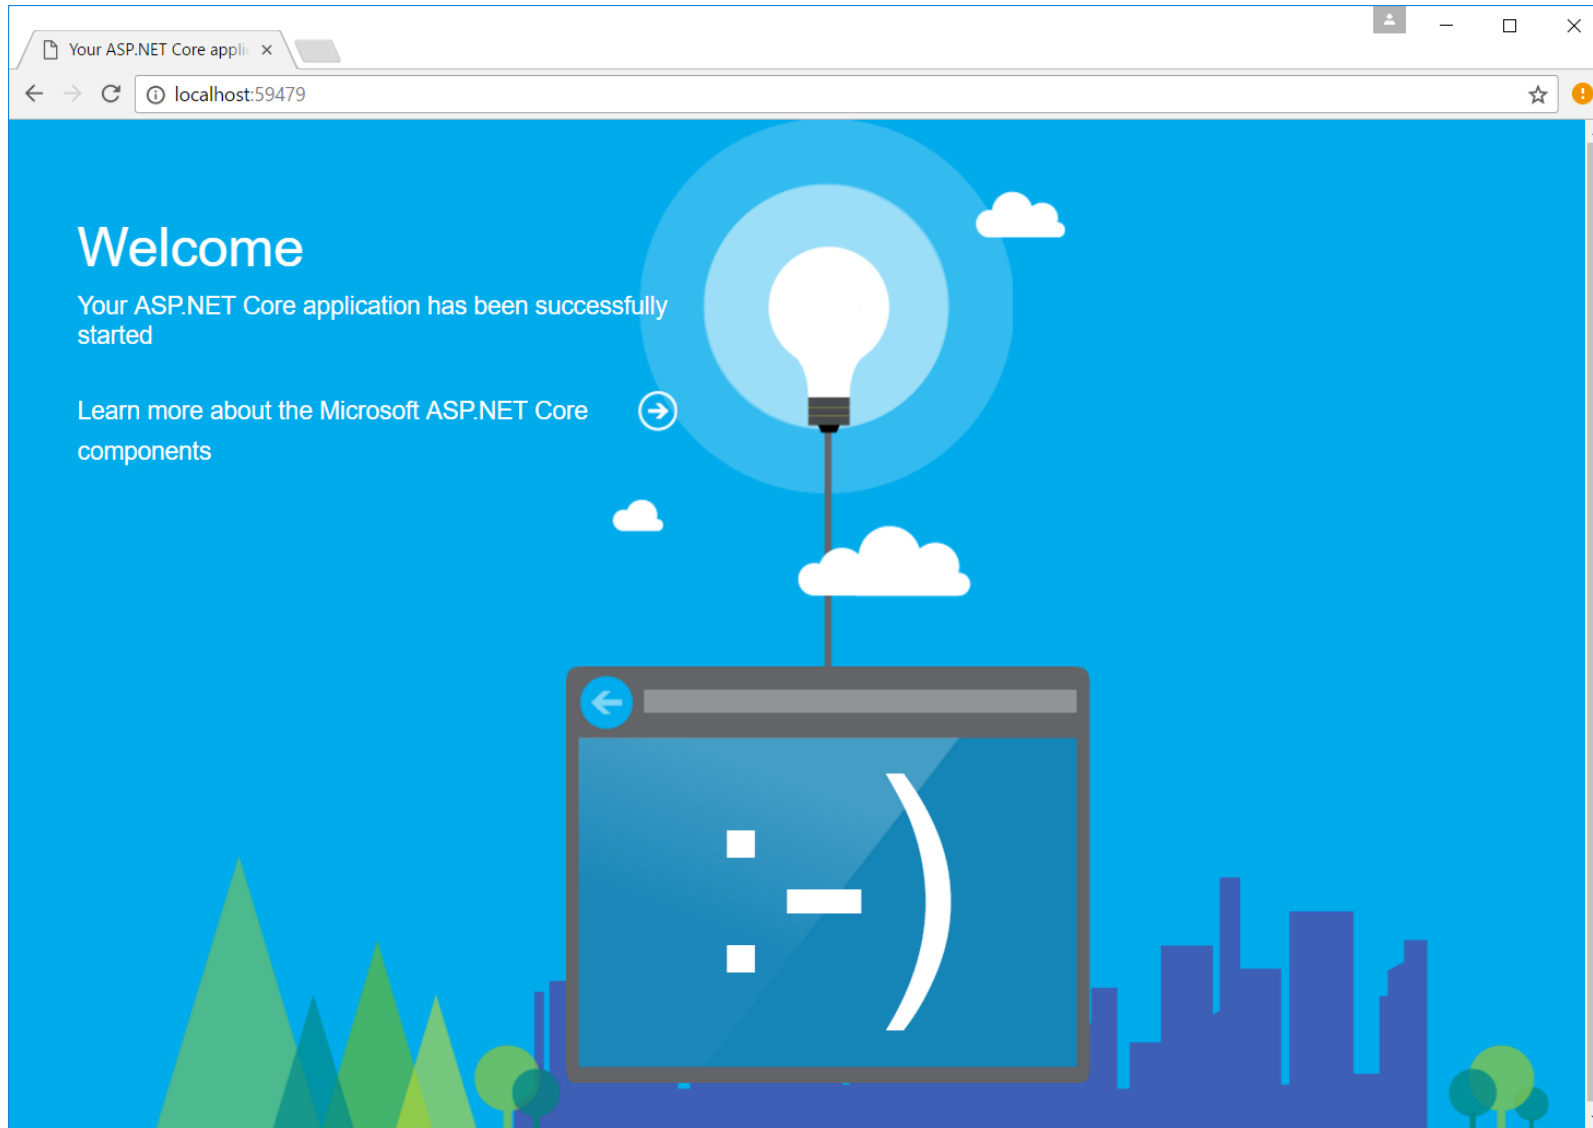 Your ASP.NET Core applic
localhost:59479
Welcome
Your ASP.NET Core application has been successfully
started
Learn more about the Microsoft ASP.NET Core
components
:-)